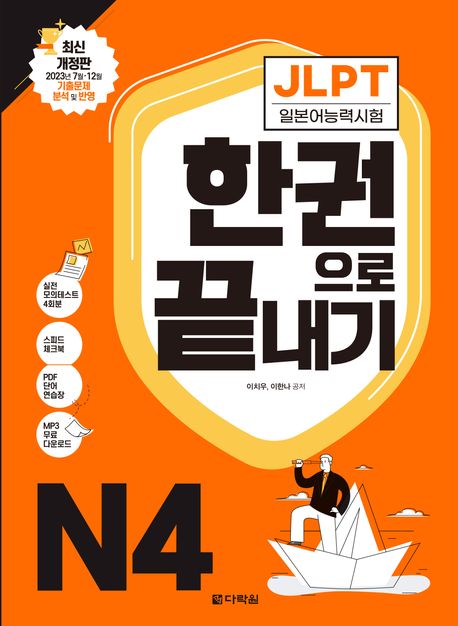 최신
개정판
2023년 7월·12월
기출문제
분석 및 반영
JLPT
일본어능력시험
한권
으로
끝내기
이치우, 이한나 공저
실전
모의테스트
4회분
스피드
체크북
PDF
단어
연습장
MP3
무료
다운로드
N4
다락원